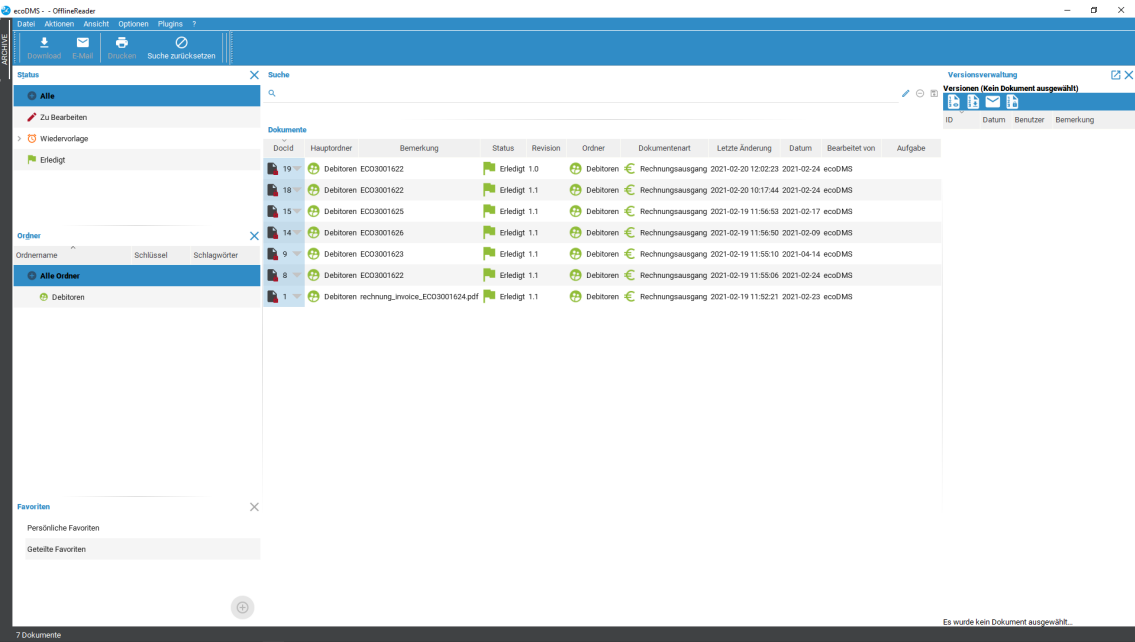 ecoDMS - - OfflineReader
Datei Aktionen Ansicht Optionen Plugins ?
ARCHIVE
Download E-Mail Drucken Suche zurücksetzen
Status
Alle
Zu Bearbeiten
Wiedervorlage
Erledigt
Ordner
Ordnername Schlüssel Schlagwörter
Alle Ordner
Debitoren
Favoriten
Persönliche Favoriten
Geteilte Favoriten
Suche
Dokumente
DocId Hauptordner Bemerkung Status Revision Ordner Dokumentenart Letzte Änderung Datum Bearbeitet von Aufgabe
19 Debitoren ECO3001622 Erledigt 1.0 Debitoren Rechnungsausgang 2021-02-20 12:02:23 2021-02-24 ecoDMS
18 Debitoren ECO3001622 Erledigt 1.1 Debitoren Rechnungsausgang 2021-02-20 10:17:44 2021-02-24 ecoDMS
15 Debitoren ECO3001625 Erledigt 1.1 Debitoren Rechnungsausgang 2021-02-19 11:56:53 2021-02-17 ecoDMS
14 Debitoren ECO3001626 Erledigt 1.1 Debitoren Rechnungsausgang 2021-02-19 11:56:50 2021-02-09 ecoDMS
9 Debitoren ECO3001623 Erledigt 1.1 Debitoren Rechnungsausgang 2021-02-19 11:55:10 2021-04-14 ecoDMS
8 Debitoren ECO3001622 Erledigt 1.1 Debitoren Rechnungsausgang 2021-02-19 11:55:06 2021-02-24 ecoDMS
1 Debitoren rechnung_invoice_ECO3001624.pdf Erledigt 1.1 Debitoren Rechnungsausgang 2021-02-19 11:52:21 2021-02-23 ecoDMS
Versionsverwaltung
Versionen (Kein Dokument ausgewählt)
ID Datum Benutzer Bemerkung
Es wurde kein Dokument ausgewählt...
7 Dokumente